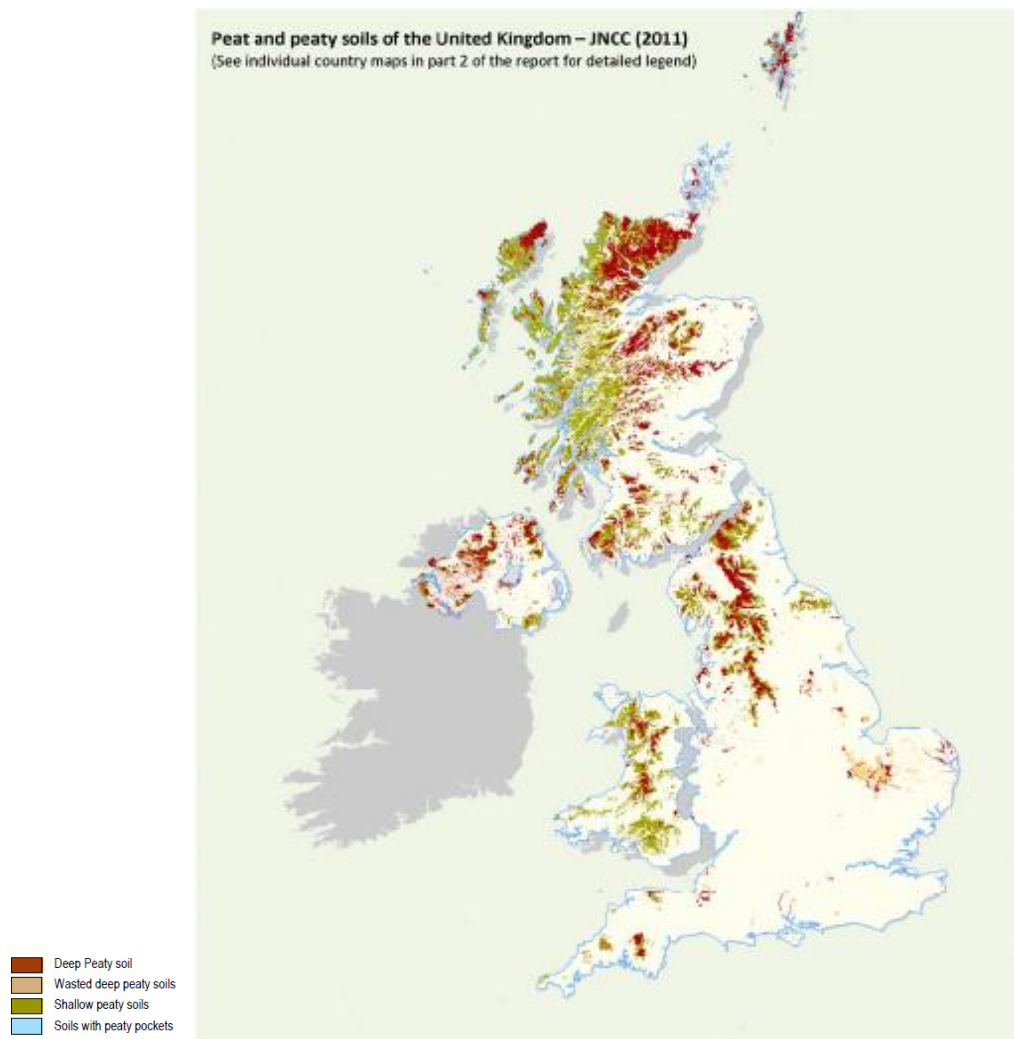 Peat and peaty soils of the United Kingdom – JNCC (2011)
(See individual country maps in part 2 of the report for detailed legend)
Deep Peaty soil
Wasted deep peaty soils
Shallow peaty soils
Soils with peaty pockets